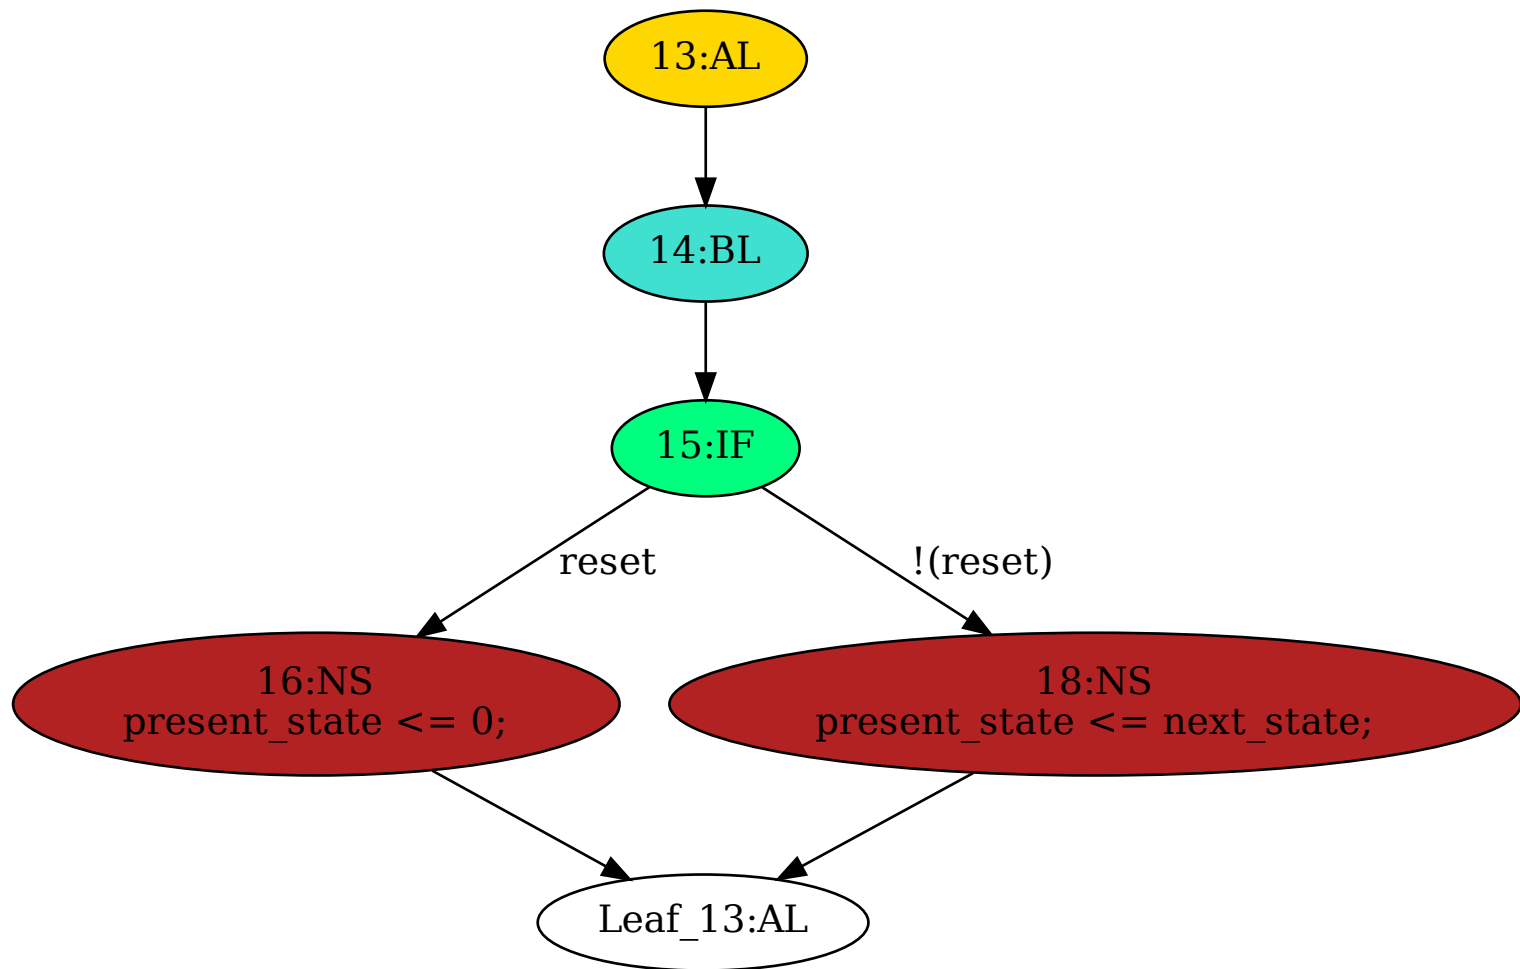 13:AL
14:BL
15:IF
reset
!(reset)
16:NS
present_state <= 0;
18:NS
present_state <= next_state;
Leaf_13:AL